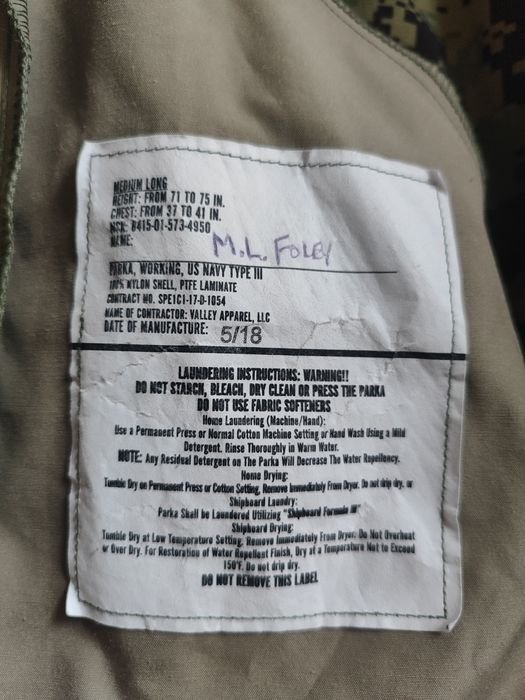 MEDIUM LONG
HEIGHT: FROM 71 TO 75 IN.
CHEST: FROM 37 TO 41 IN.
NSN: 8415-01-573-4950
NAME: M.L. FOLEY
PARKA, WORKING, US NAVY TYPE III
100% NYLON SHELL, PTFE LAMINATE
CONTRACT NO. SPE1C1-17-D-1054
NAME OF CONTRACTOR: VALLEY APPAREL, LLC
DATE OF MANUFACTURE: 5/18
LAUNDERING INSTRUCTIONS: WARNING!!
DO NOT STARCH, BLEACH, DRY CLEAN OR PRESS THE PARKA
DO NOT USE FABRIC SOFTENERS
Home Laundering (Machine/Hand):
Use a Permanent Press or Normal Cotton Machine Setting or Hand Wash Using a Mild
Detergent. Rinse Thoroughly in Warm Water.
NOTE: Any Residual Detergent on The Parka Will Decrease The Water Repellency.
Home Drying:
Tumble Dry on Permanent Press or Cotton Setting, Remove Immediately From Dryer. Do not drip dry. or
Shipboard Laundry:
Parka Shall be Laundered Utilizing "Shipboard Formula II"
Shipboard Drying:
Tumble Dry at Low Temperature Setting. Remove Immediately From Dryer. Do Not Overheat
or Over Dry. For Restoration of Water Repellent Finish, Dry at a Temperature Not to Exceed
150°F. Do not drip dry.
DO NOT REMOVE THIS LABEL